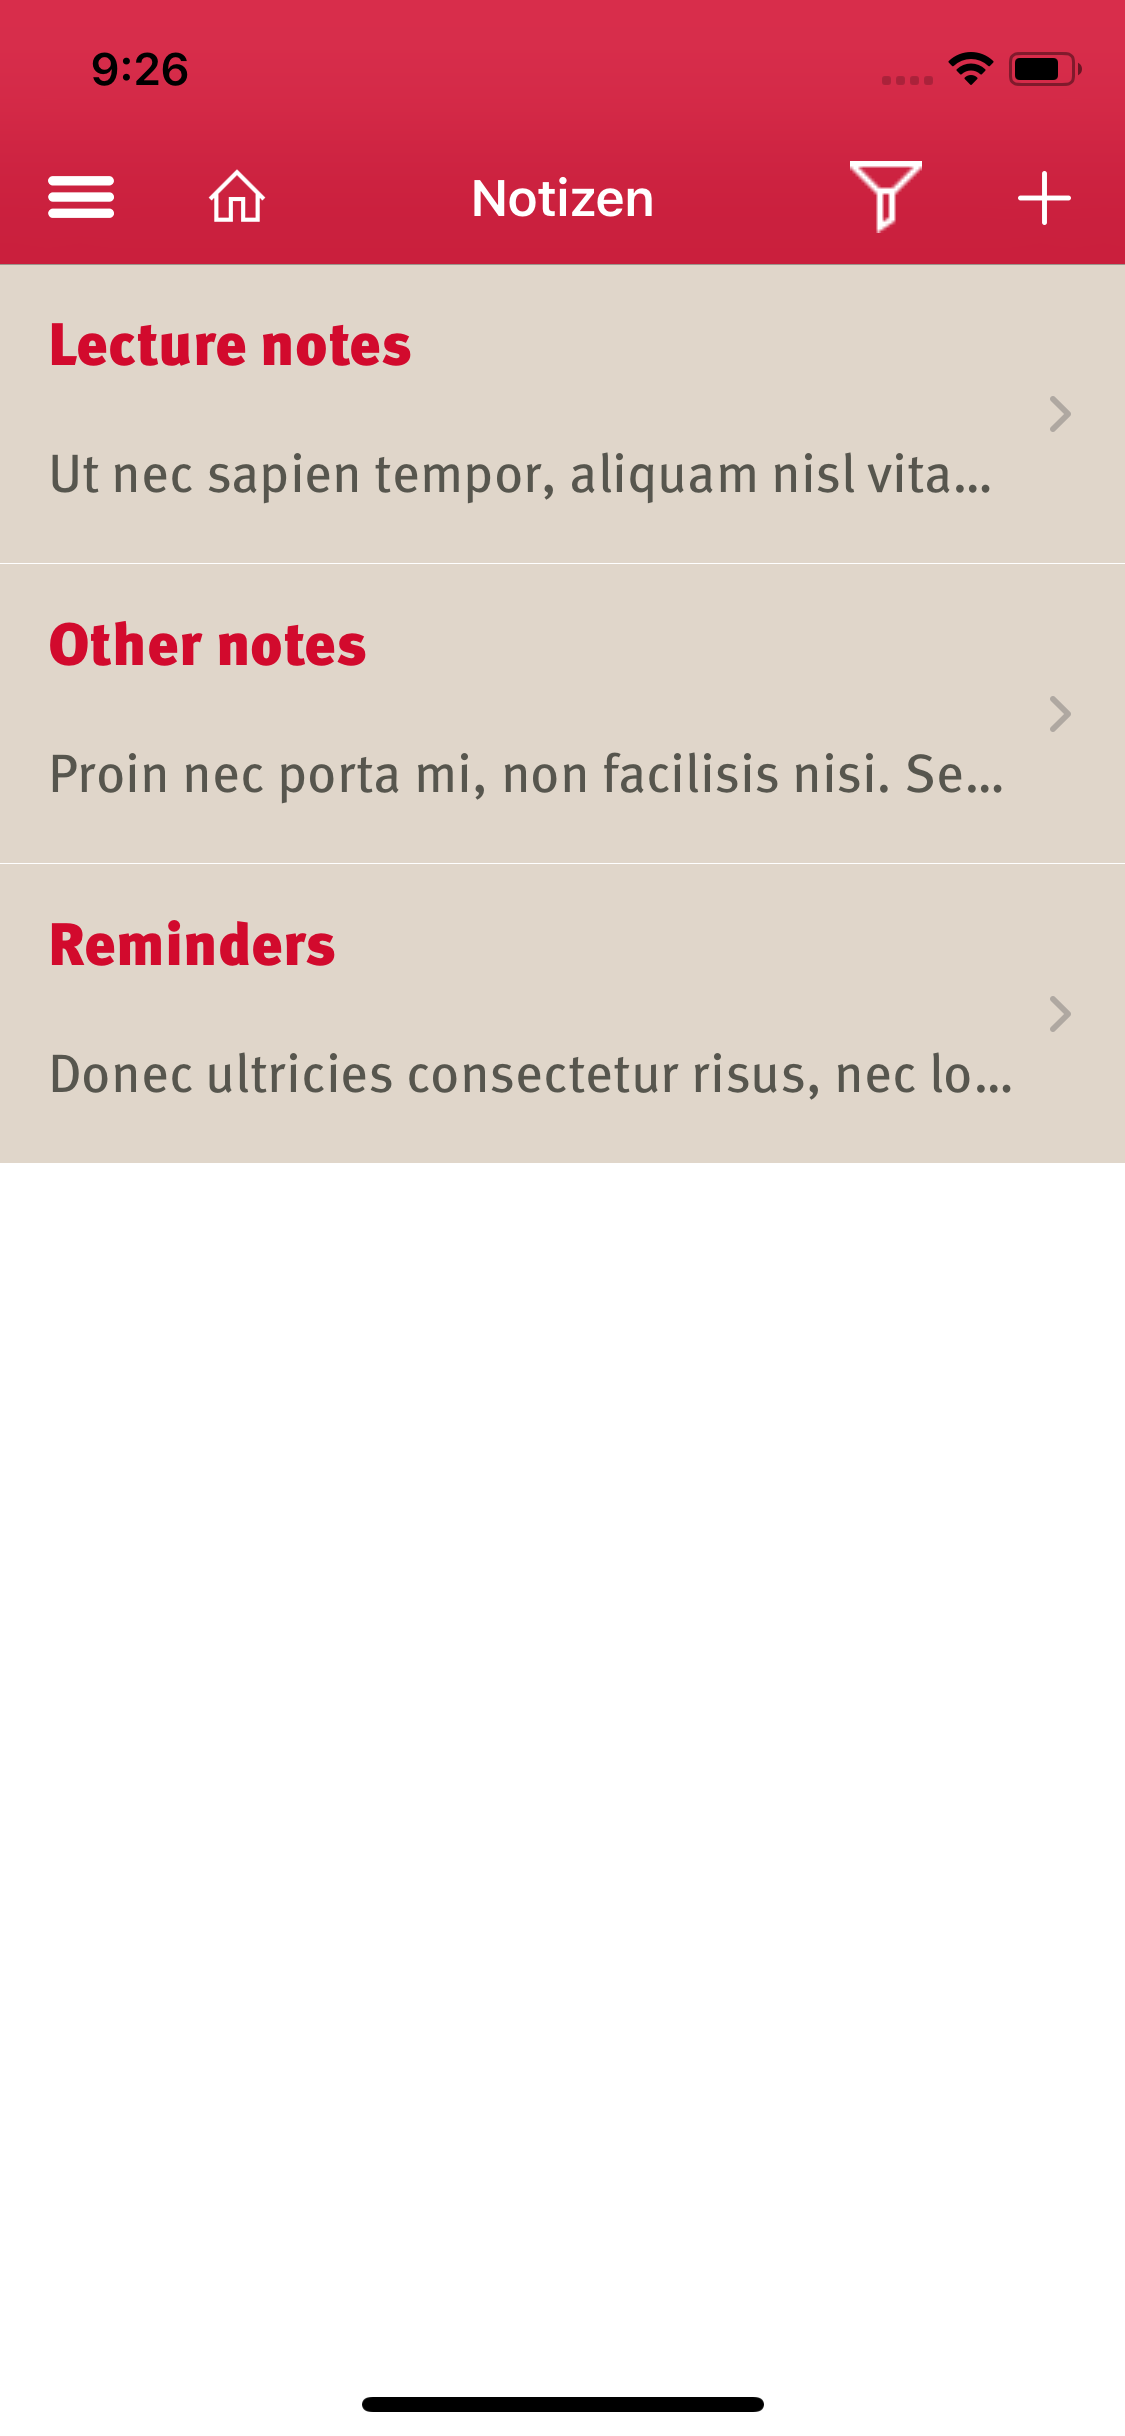 9:26
Notizen
Lecture notes
Ut nec sapien tempor, aliquam nisl vita...
Other notes
Proin nec porta mi, non facilisis nisi. Se...
Reminders
Donec ultricies consectetur risus, nec lo...